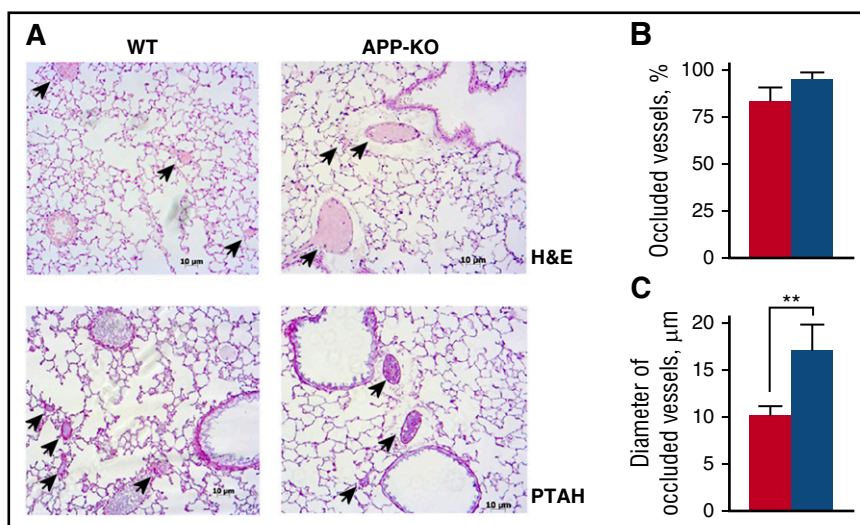 A
WT
APP-KO
10 μm
10 μm
H&E
10 μm
10 μm
PTAH
B
Occluded vessels, %
100
75
50
25
0
C
Diameter of
occluded vessels, μm
**
20
15
10
5
0